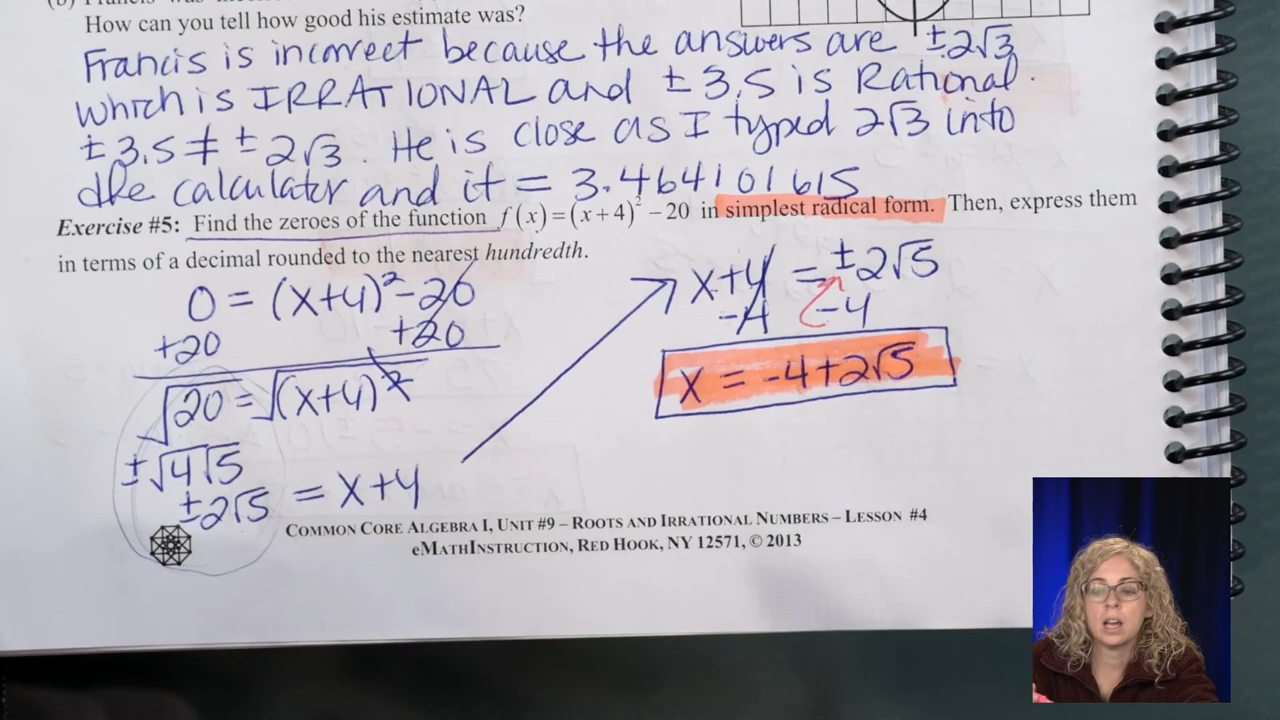 How can you tell how good his estimate was?
Francis is incorrect because the answers are ±2√3
which is IRRATIONAL and ± 3.5 is Rational.
± 3.5 ≠ ±2√3. He is close as I typed 2√3 into
the calculator and it = 3.464101615
Exercise #5: Find the zeroes of the function f(x)=(x+4)²−20 in simplest radical form. Then, express them
in terms of a decimal rounded to the nearest hundredth.
0 = (x+4)²-20
+20 +20
√20 = √(x+4)²
±√4√5
±2√5 = x+4
x+4 = ±2√5
-4 -4
x = -4+2√5
COMMON CORE ALGEBRA I, UNIT #9 – ROOTS AND IRRATIONAL NUMBERS – LESSON #4
eMATHINSTRUCTION, RED HOOK, NY 12571, © 2013